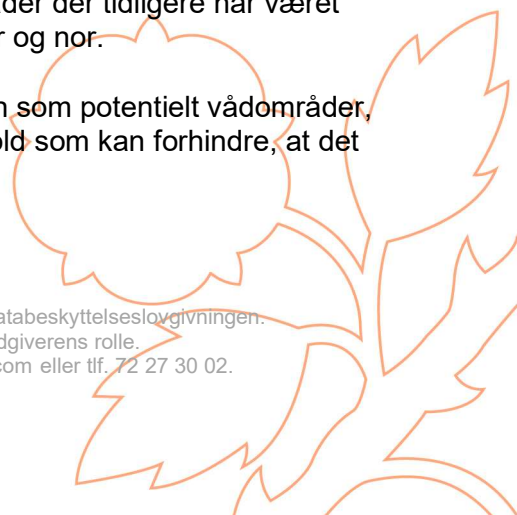 der der tidligere har været
r og nor.
n som potentielt vådområder,
old som kan forhindre, at det
atabeskyttelseslovgivningen.
dgiverens rolle.
com eller tlf. 72 27 30 02.